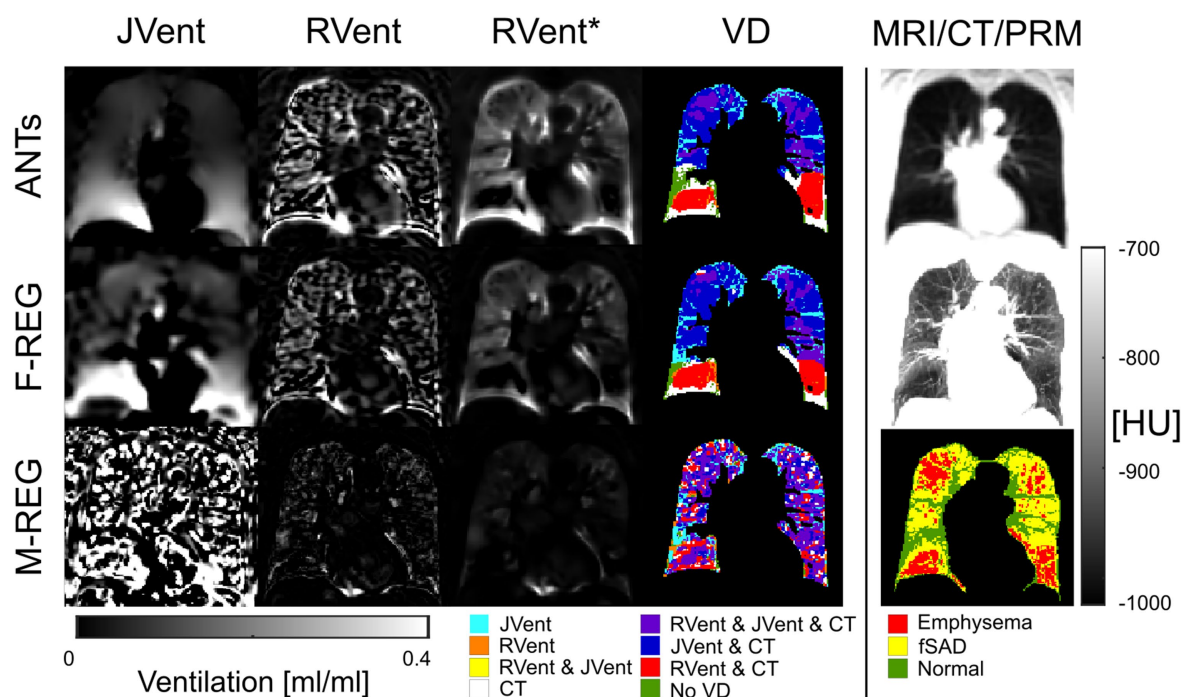 JVent RVent RVent* VD MRI/CT/PRM
ANTs
F-REG
M-REG
-700
-800
[HU]
-900
-1000
0 0.4
Ventilation [ml/ml]
JVent
RVent
RVent & JVent
CT
RVent & JVent & CT
JVent & CT
RVent & CT
No VD
Emphysema
fSAD
Normal